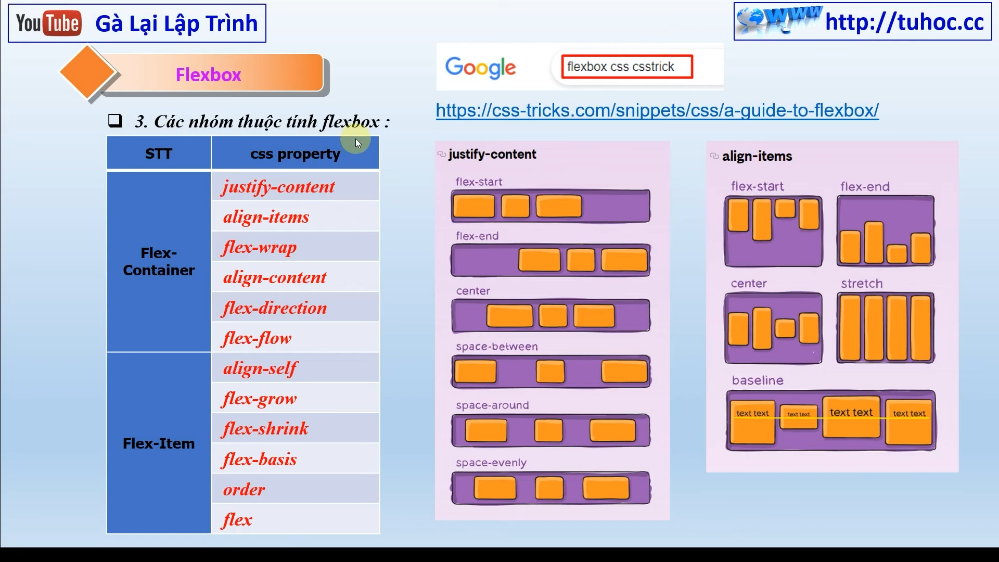 YouTube Gà Lại Lập Trình
www http://tuhoc.cc
Flexbox
Google flexbox css csstrick
https://css-tricks.com/snippets/css/a-guide-to-flexbox/
3. Các nhóm thuộc tính flexbox :
STT css property
Flex-
Container
justify-content
align-items
flex-wrap
align-content
flex-direction
flex-flow
Flex-Item
align-self
flex-grow
flex-shrink
flex-basis
order
flex
justify-content
flex-start
flex-end
center
space-between
space-around
space-evenly
align-items
flex-start flex-end
center stretch
baseline
text text text text text text text text